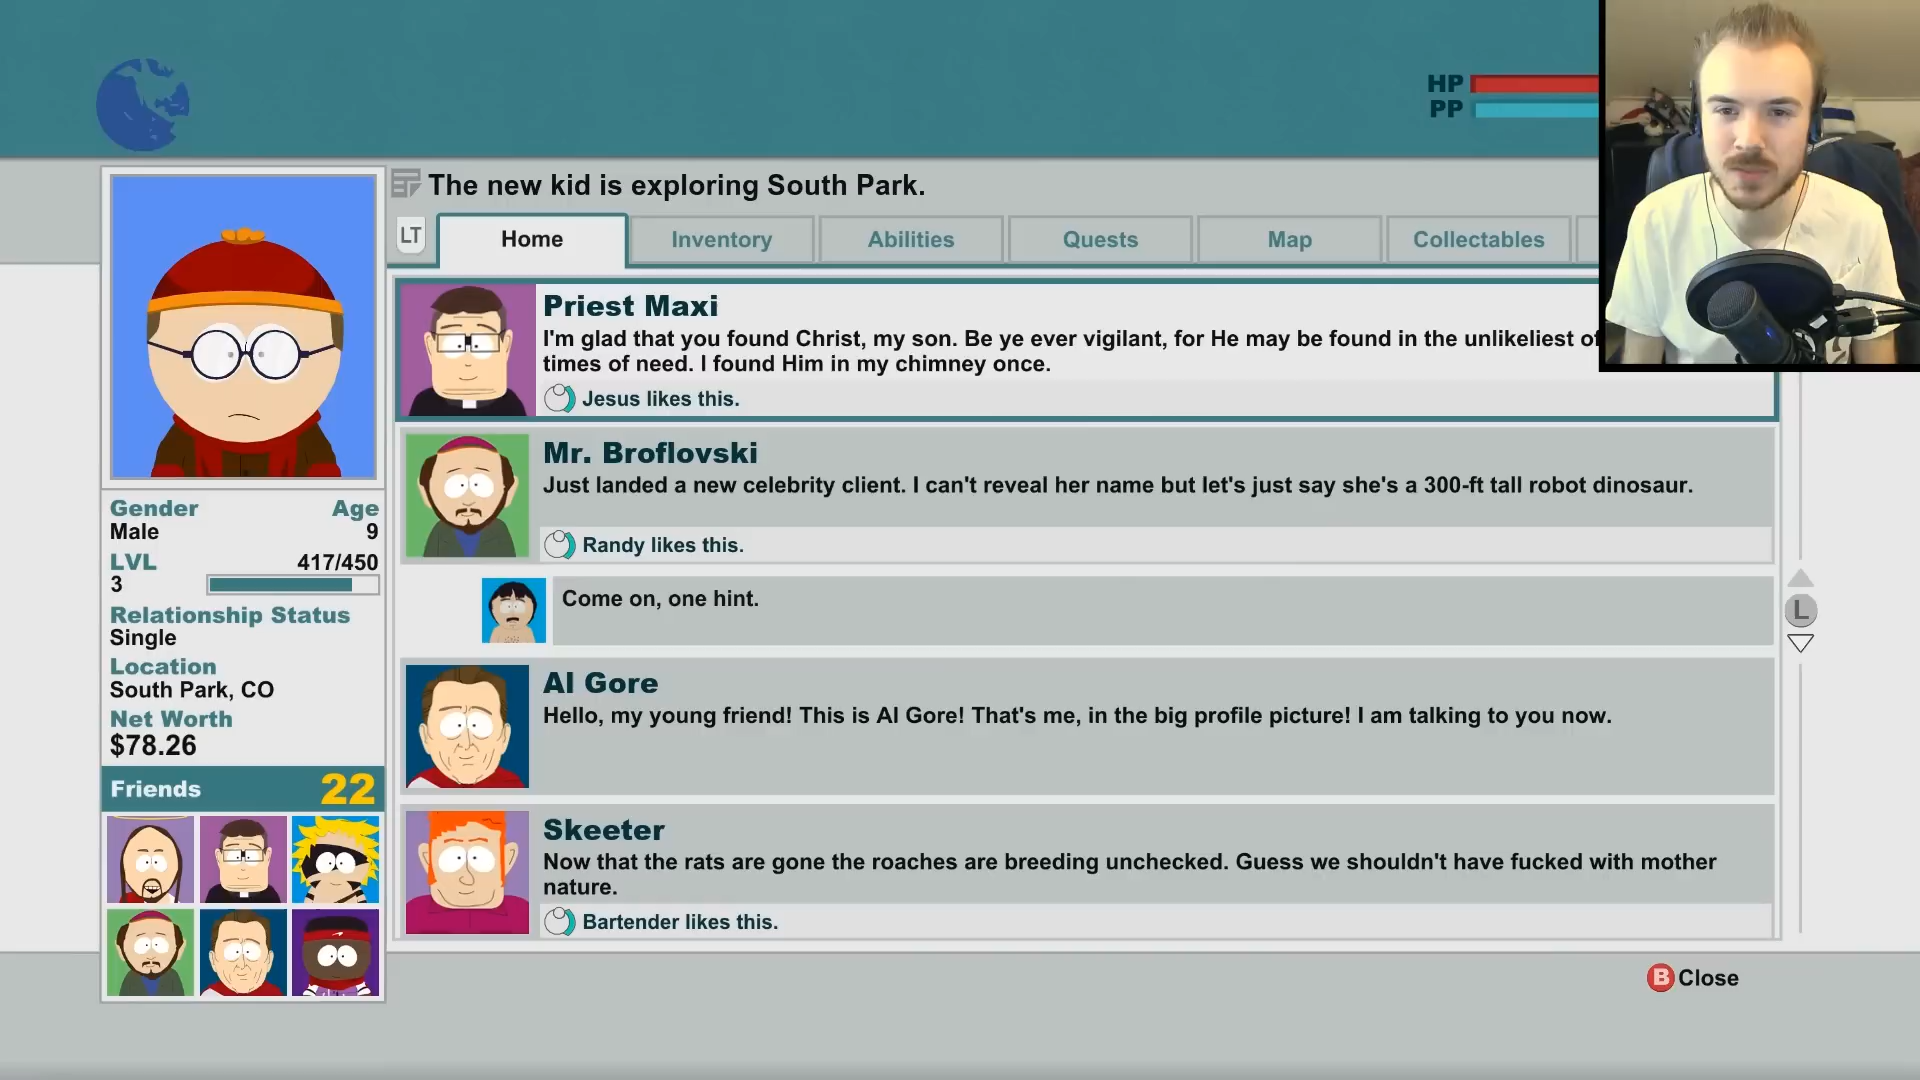 HP
PP
The new kid is exploring South Park.
LT
Home
Inventory
Abilities
Quests
Map
Collectables
Priest Maxi
I'm glad that you found Christ, my son. Be ye ever vigilant, for He may be found in the unlikeliest of
times of need. I found Him in my chimney once.
Jesus likes this.
Mr. Broflovski
Just landed a new celebrity client. I can't reveal her name but let's just say she's a 300-ft tall robot dinosaur.
Randy likes this.
Come on, one hint.
Al Gore
Hello, my young friend! This is Al Gore! That's me, in the big profile picture! I am talking to you now.
Skeeter
Now that the rats are gone the roaches are breeding unchecked. Guess we shouldn't have fucked with mother
nature.
Bartender likes this.
Gender Age
Male 9
LVL 417/450
3
Relationship Status
Single
Location
South Park, CO
Net Worth
$78.26
Friends 22
L
B Close